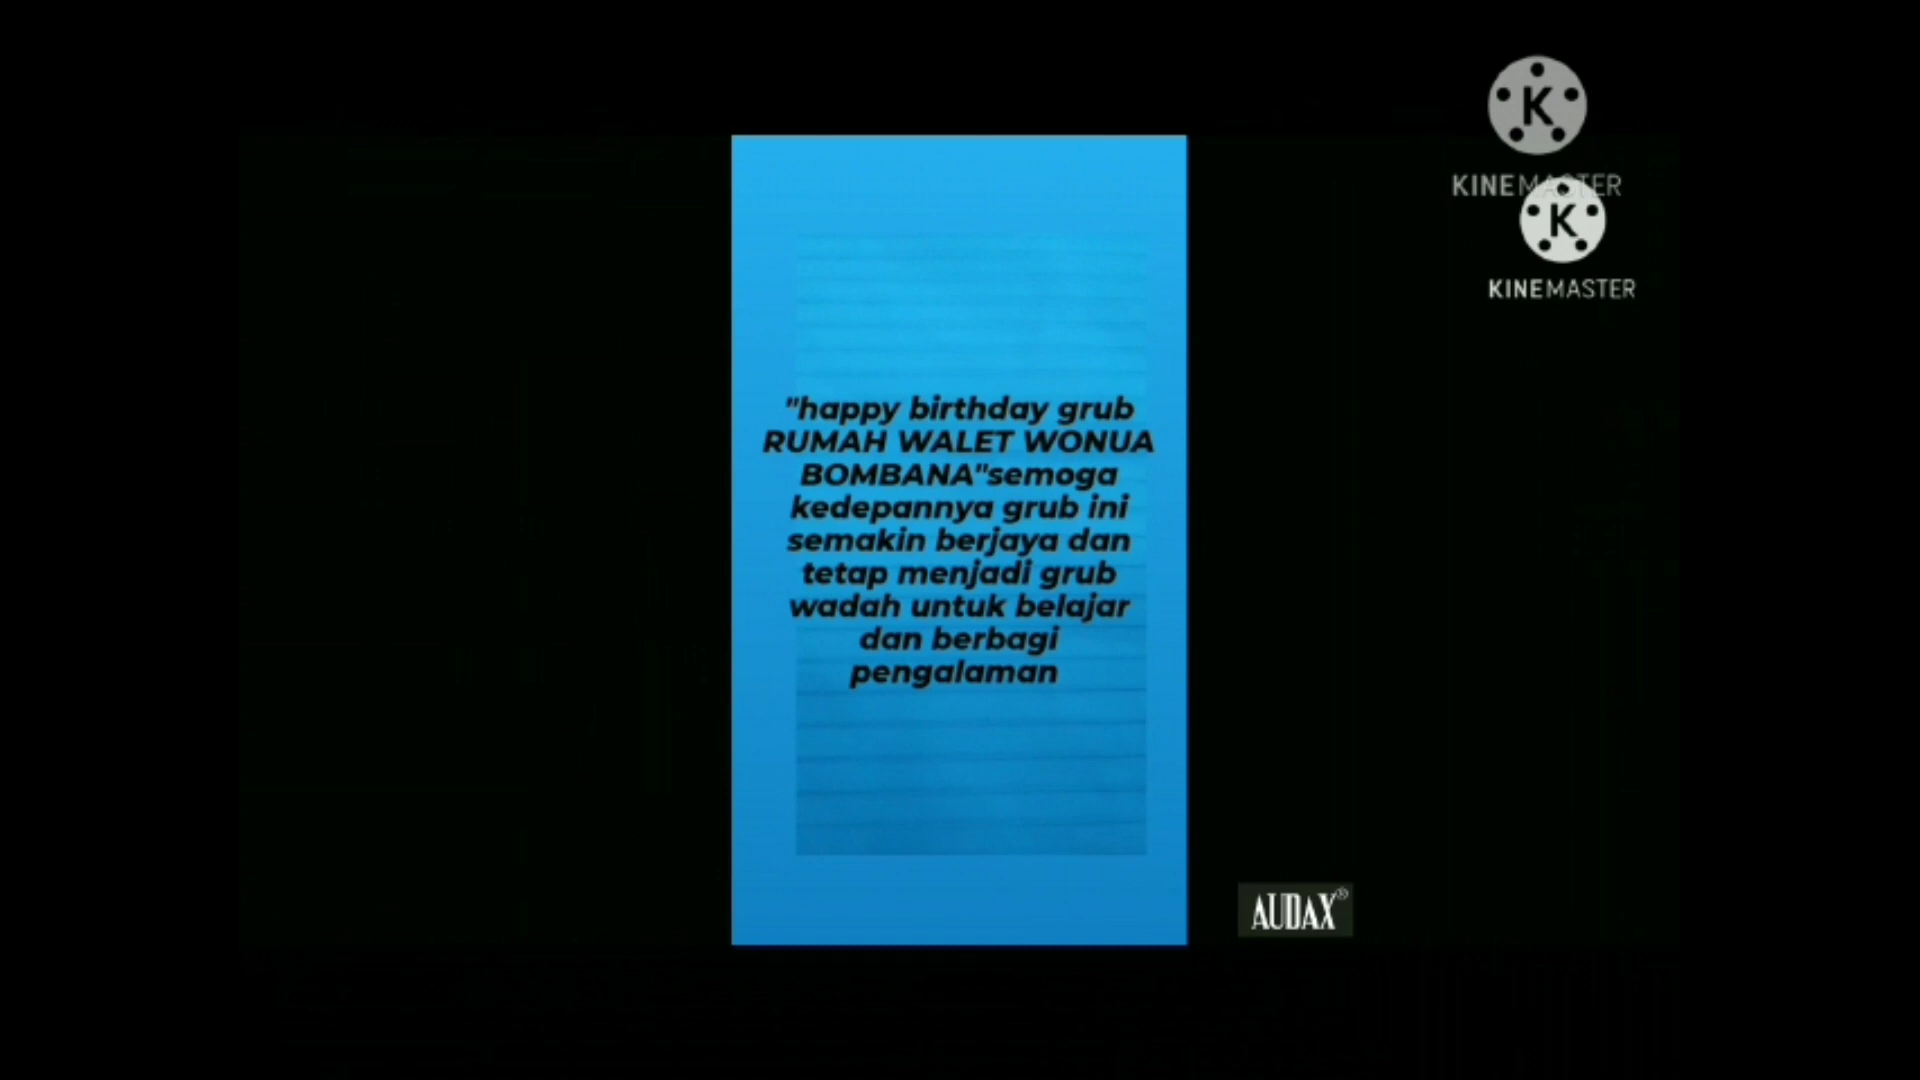 KINEMASTER
KINEMASTER
"happy birthday grub
RUMAH WALET WONUA
BOMBANA"semoga
kedepannya grub ini
semakin berjaya dan
tetap menjadi grub
wadah untuk belajar
dan berbagi
pengalaman
AUDAX®